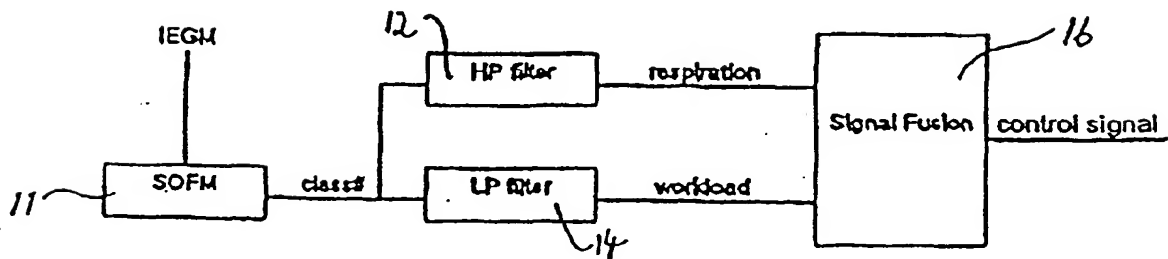 IEGM
12
HP filter
respiration
16
Signal Fusion
control signal
11
SOFM
class#
LP filter
workload
14